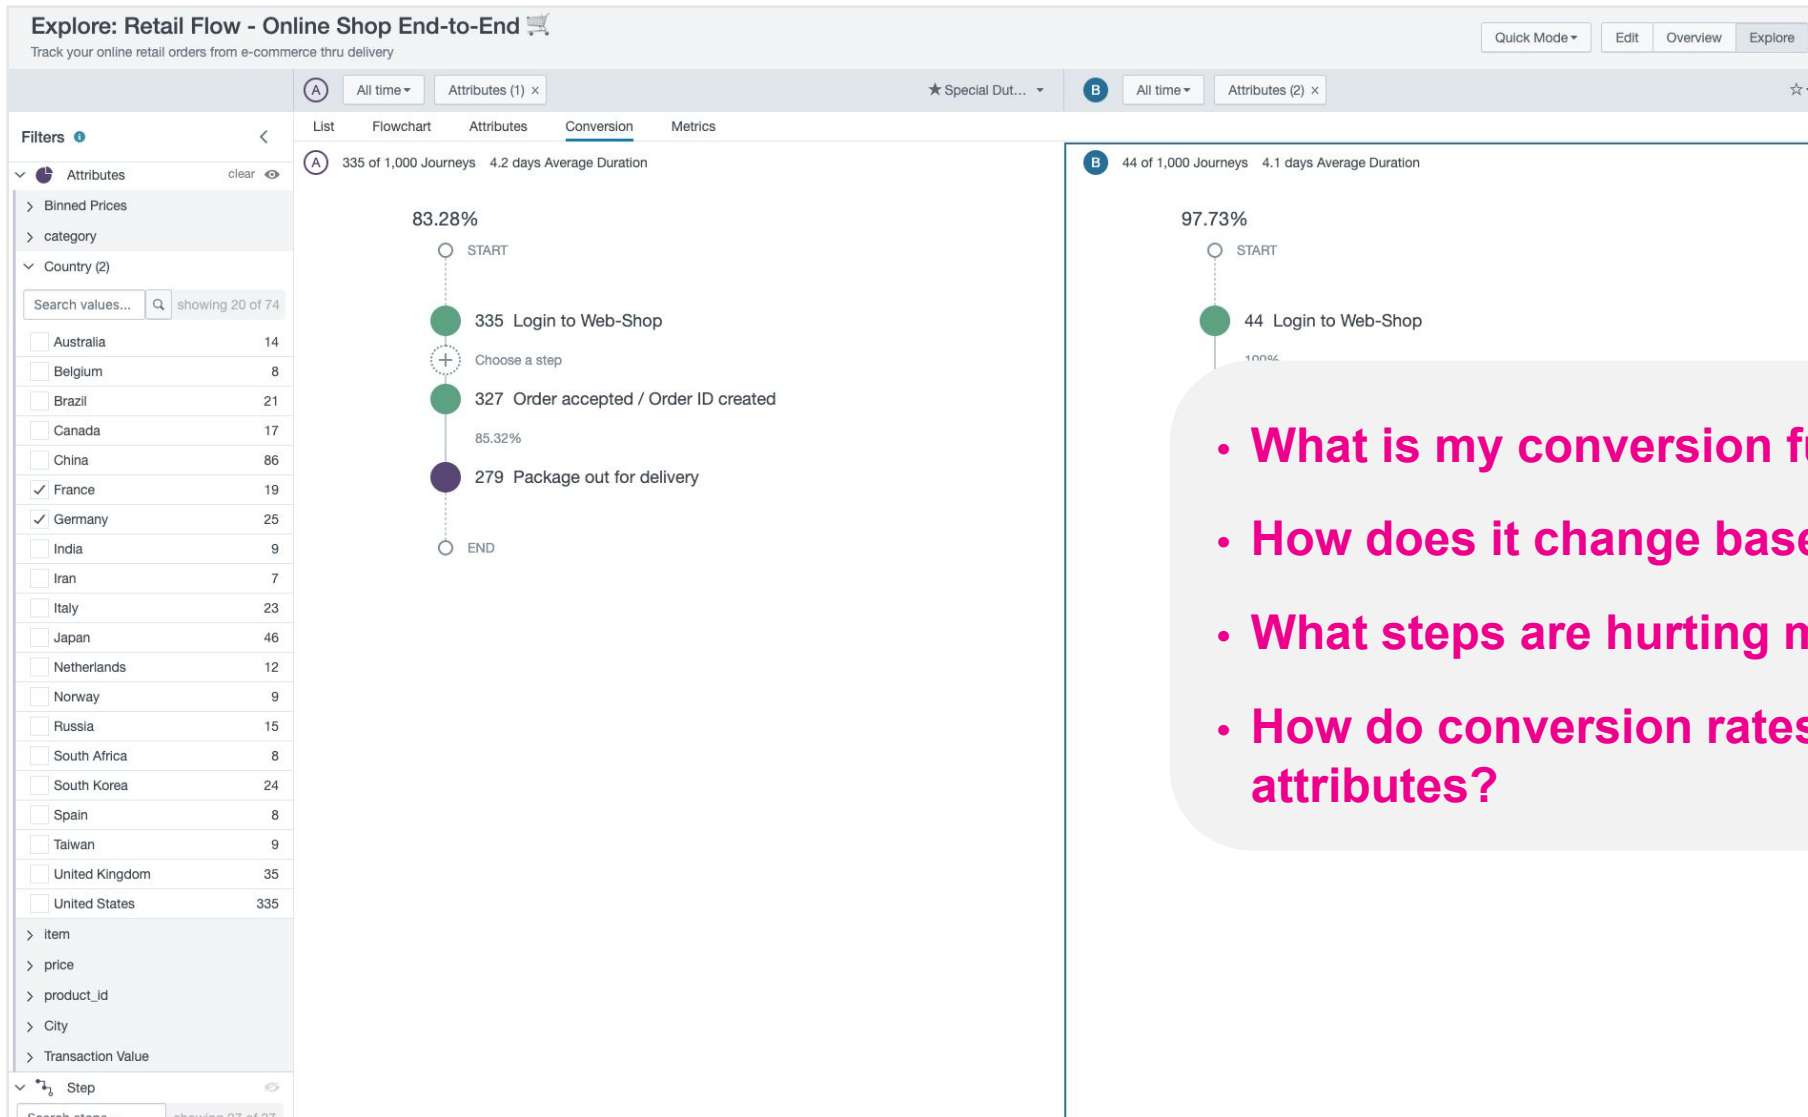 Explore: Retail Flow - Online Shop End-to-End
Track your online retail orders from e-commerce thru delivery
Quick Mode
Edit
Overview
Explore
A
All time
Attributes (1) ×
★ Special Dut...
B
All time
Attributes (2) ×
Filters
List
Flowchart
Attributes
Conversion
Metrics
A
335 of 1,000 Journeys
4.2 days Average Duration
B
44 of 1,000 Journeys
4.1 days Average Duration
Attributes
clear
Binned Prices
category
Country (2)
Search values...
showing 20 of 74
Australia 14
Belgium 8
Brazil 21
Canada 17
China 86
France 19
Germany 25
India 9
Iran 7
Italy 23
Japan 46
Netherlands 12
Norway 9
Russia 15
South Africa 8
South Korea 24
Spain 8
Taiwan 9
United Kingdom 35
United States 335
item
price
product_id
City
Transaction Value
Step
83.28%
START
335 Login to Web-Shop
Choose a step
327 Order accepted / Order ID created
85.32%
279 Package out for delivery
END
97.73%
START
44 Login to Web-Shop
100%
• What is my conversion
• How does it change
• What steps are hurting
• How do conversion rates
attributes?